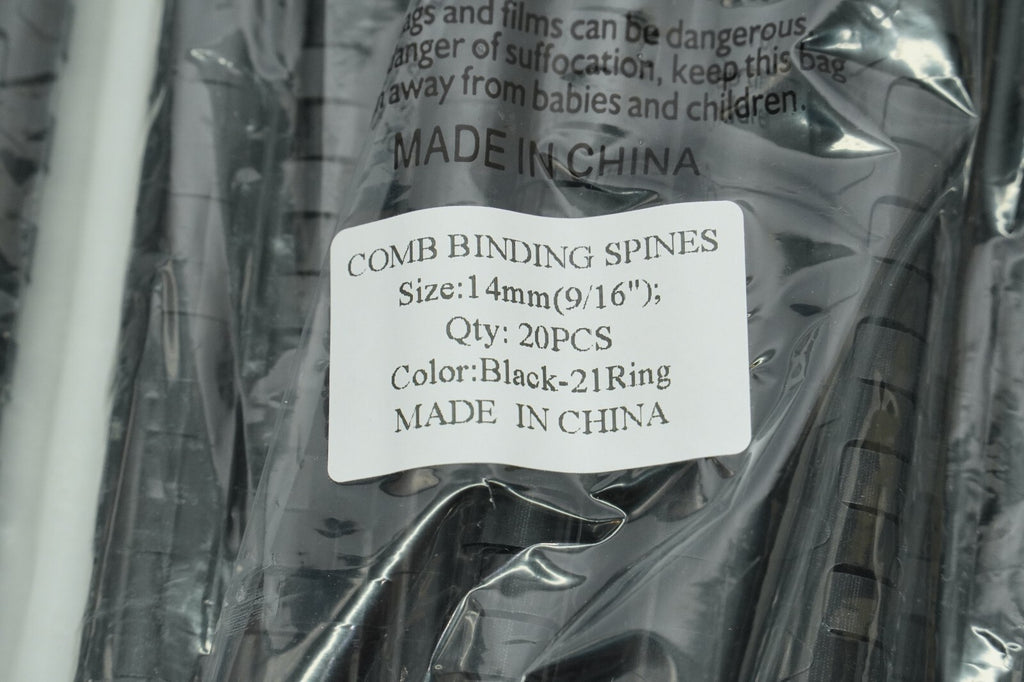 ags and films can be dangerous,
anger of suffocation, keep this bag
away from babies and children.
MADE IN CHINA
COMB BINDING SPINES
Size:14mm(9/16");
Qty: 20PCS
Color:Black-21Ring
MADE IN CHINA